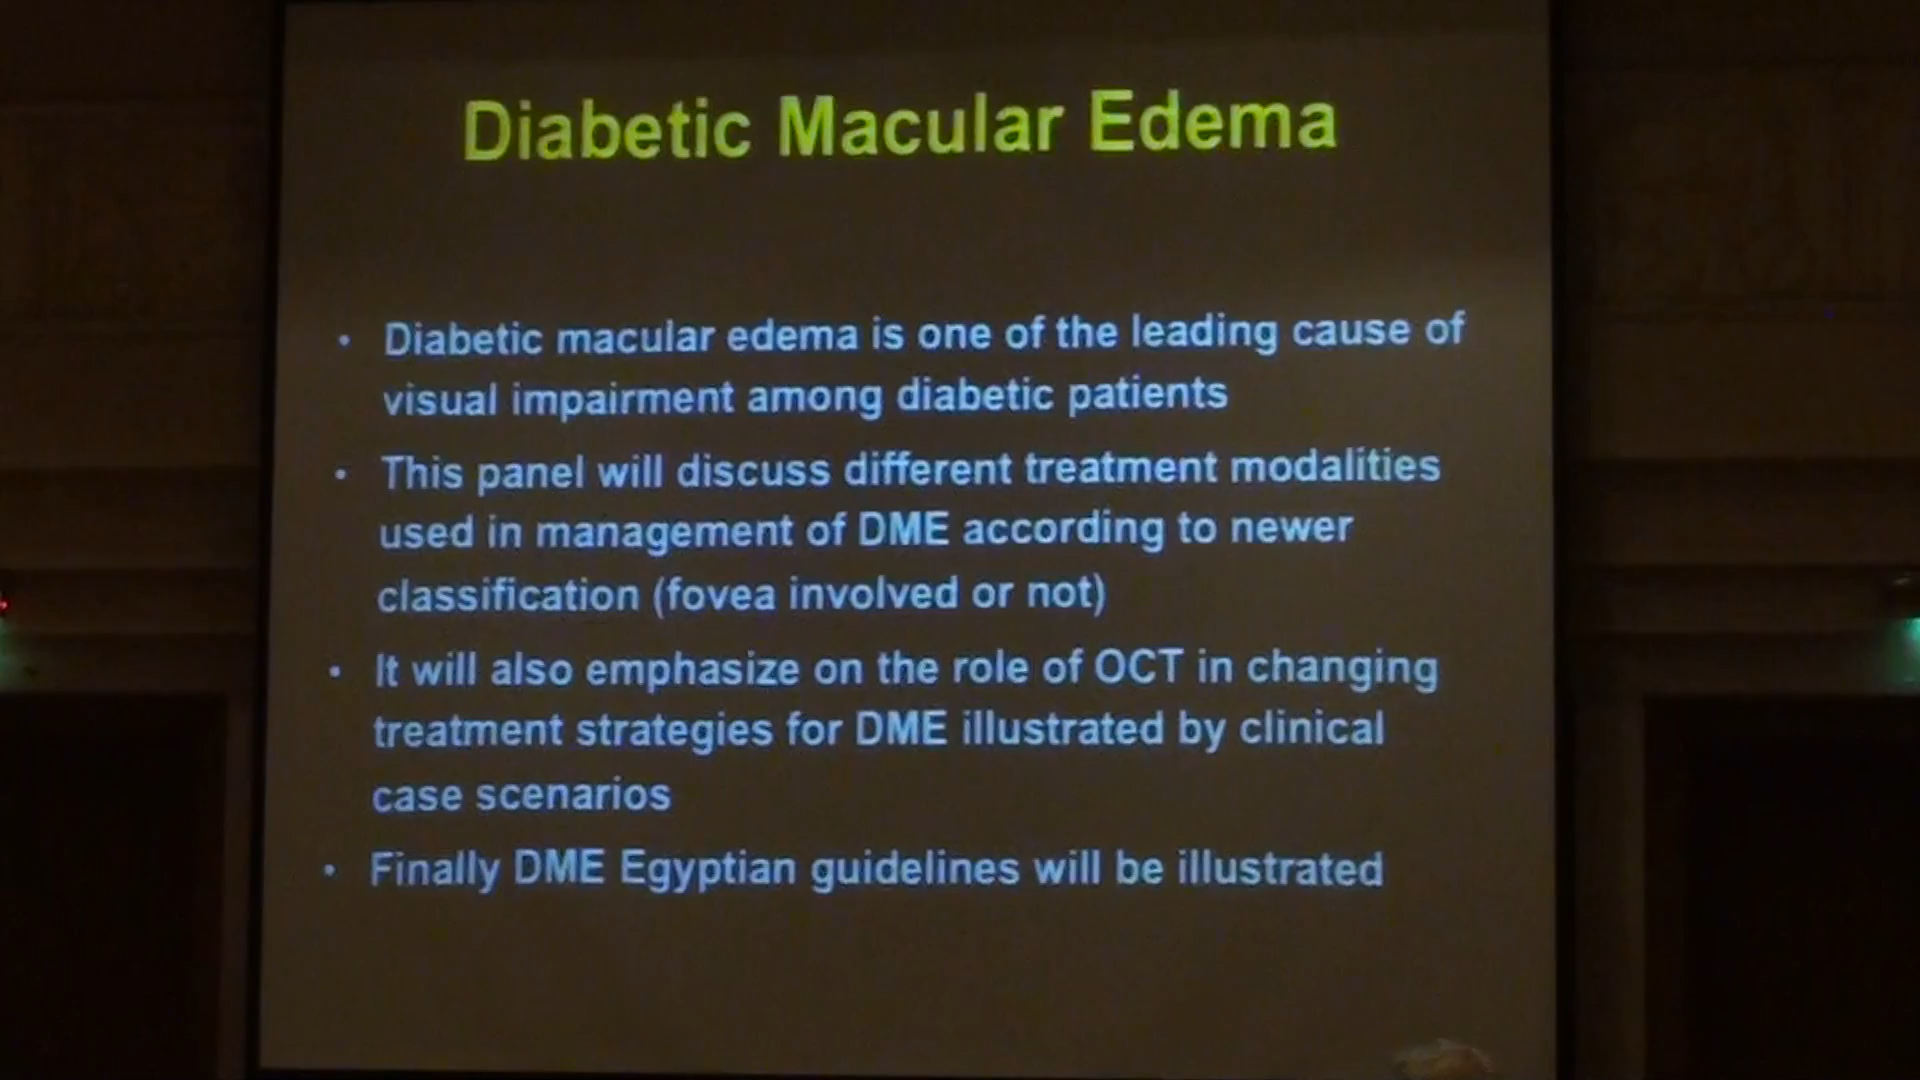 Diabetic Macular Edema
• Diabetic macular edema is one of the leading cause of
visual impairment among diabetic patients
• This panel will discuss different treatment modalities
used in management of DME according to newer
classification (fovea involved or not)
• It will also emphasize on the role of OCT in changing
treatment strategies for DME illustrated by clinical
case scenarios
• Finally DME Egyptian guidelines will be illustrated